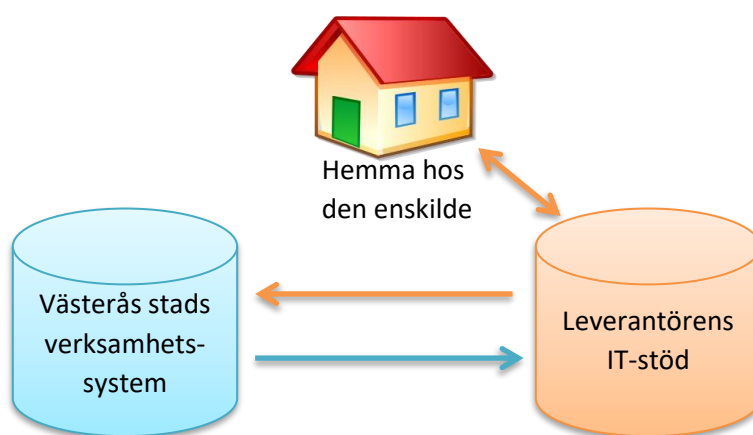 Hemma hos
den enskilde
Västerås stads
verksamhets-
system
Leverantörens
IT-stöd